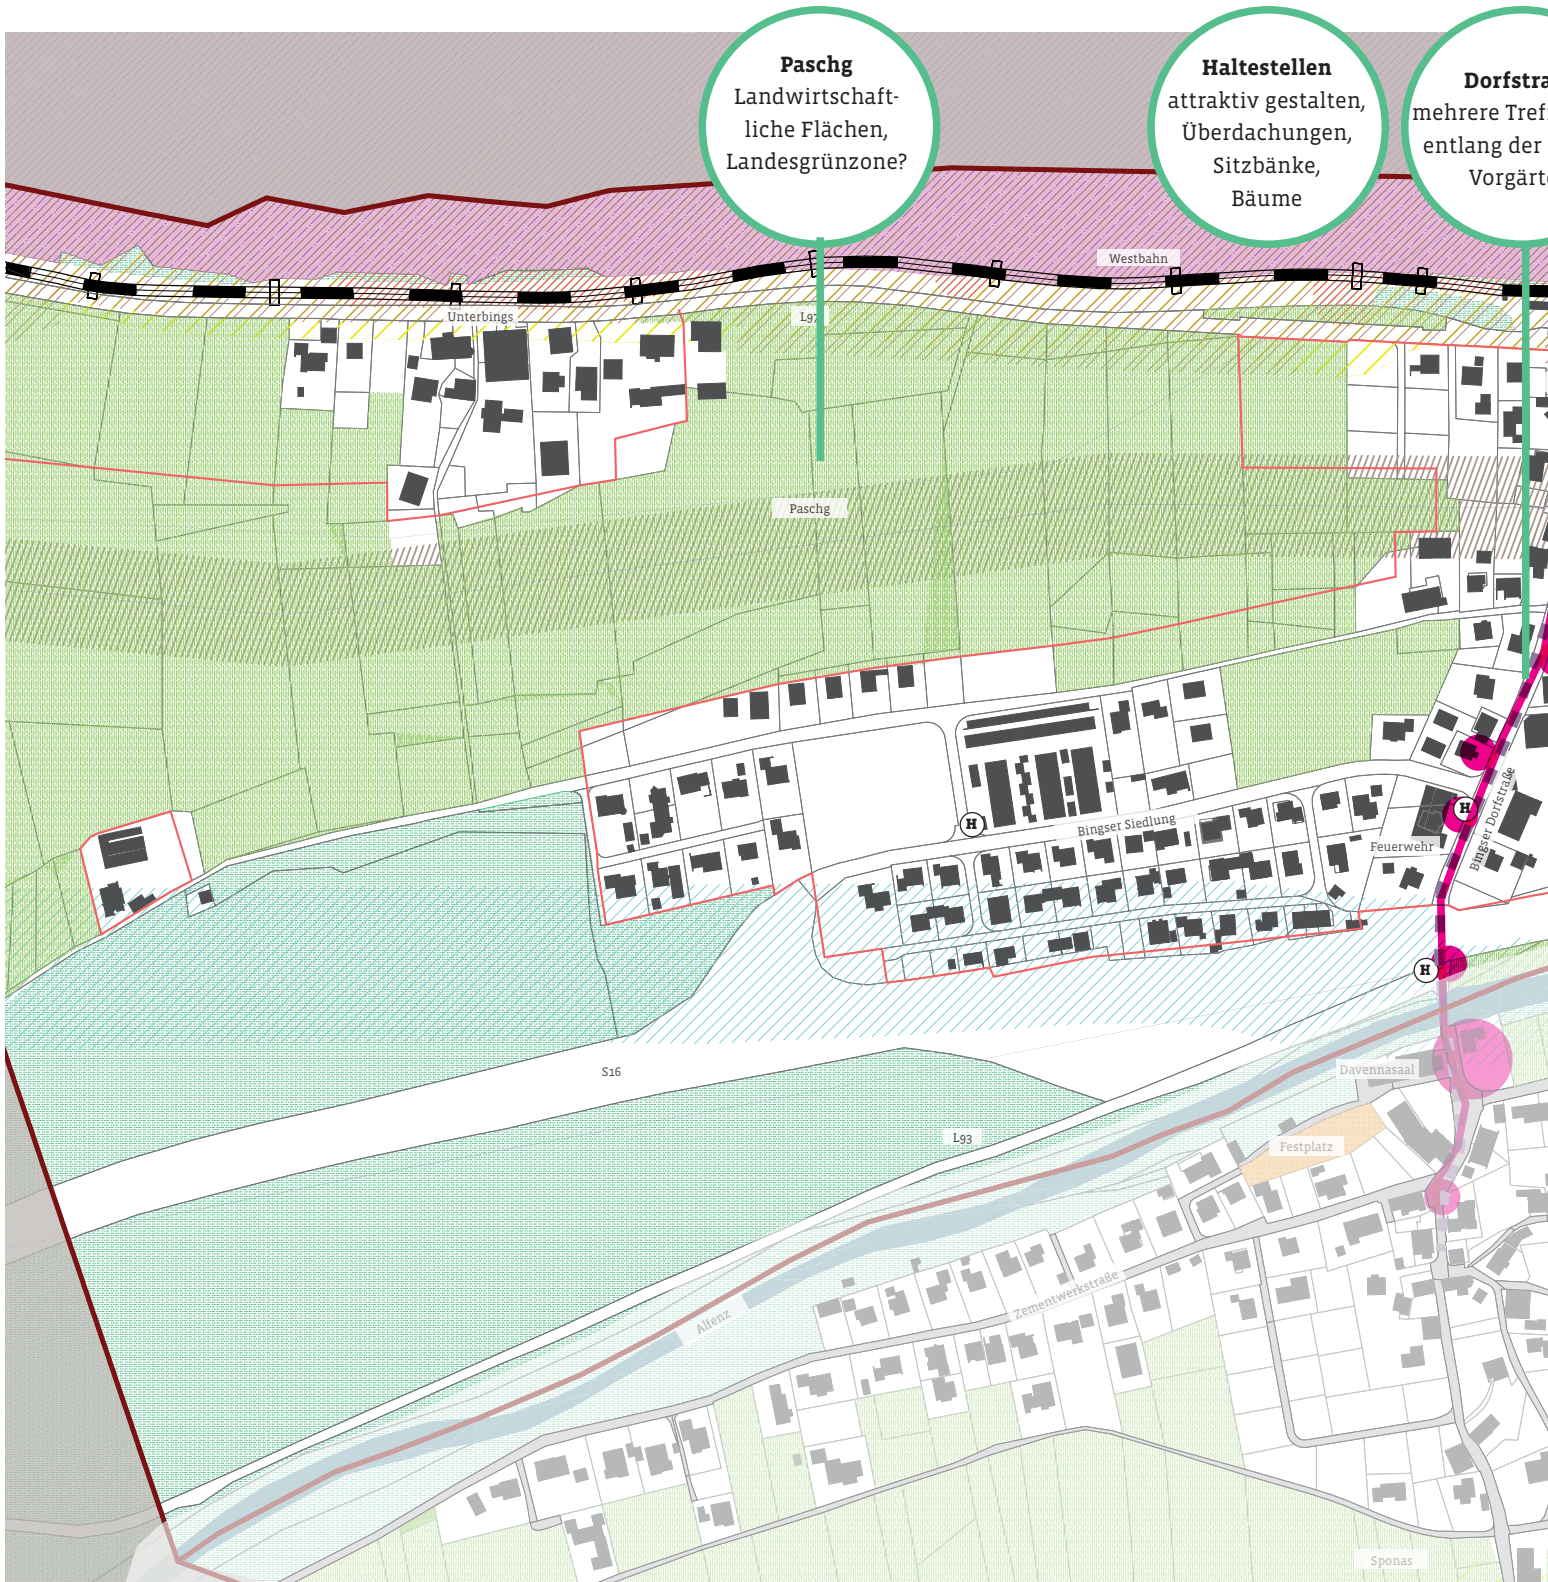 Paschg
Landwirtschaft-
liche Flächen,
Landesgrünzone?
Haltestellen
attraktiv gestalten,
Überdachungen,
Sitzbänke,
Bäume
Dorfstra
mehrere Tref
entlang der
Vorgärt
Westbahn
Unterbings
L97
Paschg
H
Bingser Siedlung
H
Bingser Dorfstraße
Feuerwehr
H
S16
Davennasaal
L93
Festplatz
Zementwerkstraße
Alfenz
Sponas